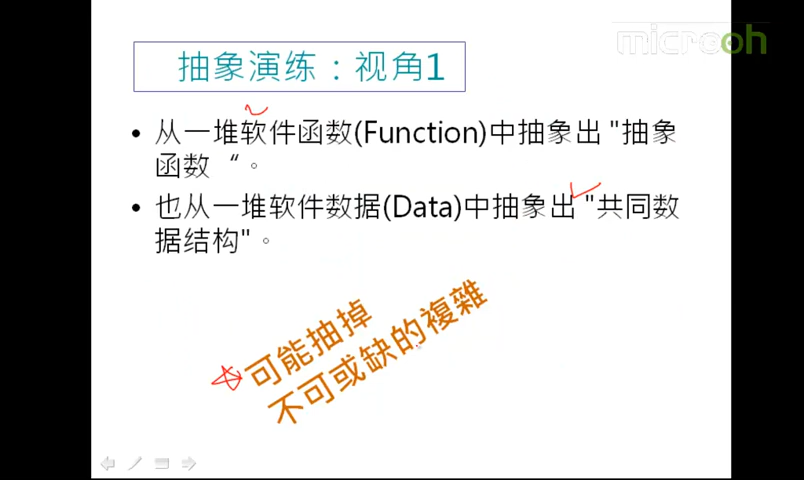 microoh
抽象演练：视角1
• 从一堆软件函数(Function)中抽象出 "抽象
函数 “ 。
• 也从一堆软件数据(Data)中抽象出 "共同数
据结构" 。
可能抽掉
不可或缺的複雜